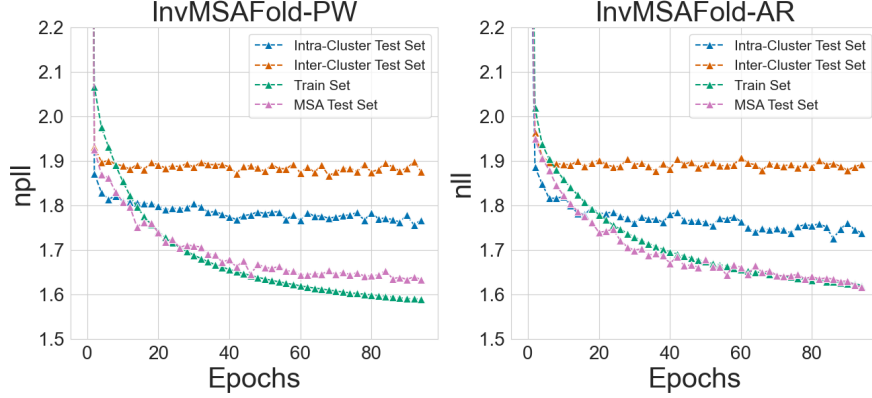 InvMSAFold-PW
2.2
2.1
2.0
1.9
1.8
1.7
1.6
1.5
npll
0 20 40 60 80
Epochs
Intra-Cluster Test Set
Inter-Cluster Test Set
Train Set
MSA Test Set
InvMSAFold-AR
2.2
2.1
2.0
1.9
1.8
1.7
1.6
1.5
nll
0 20 40 60 80
Epochs
Intra-Cluster Test Set
Inter-Cluster Test Set
Train Set
MSA Test Set